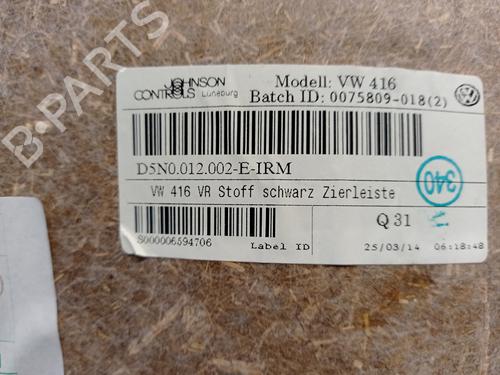 JOHNSON
CONTROLS Lüneburg
Modell: VW 416
Batch ID: 0075809-018(2)
D5N0.012.002-E-IRM
340
VW 416 VR Stoff schwarz Zierleiste
Q 31
S000006594706
Label ID
25/03/14 06:18:48
B-PARTS